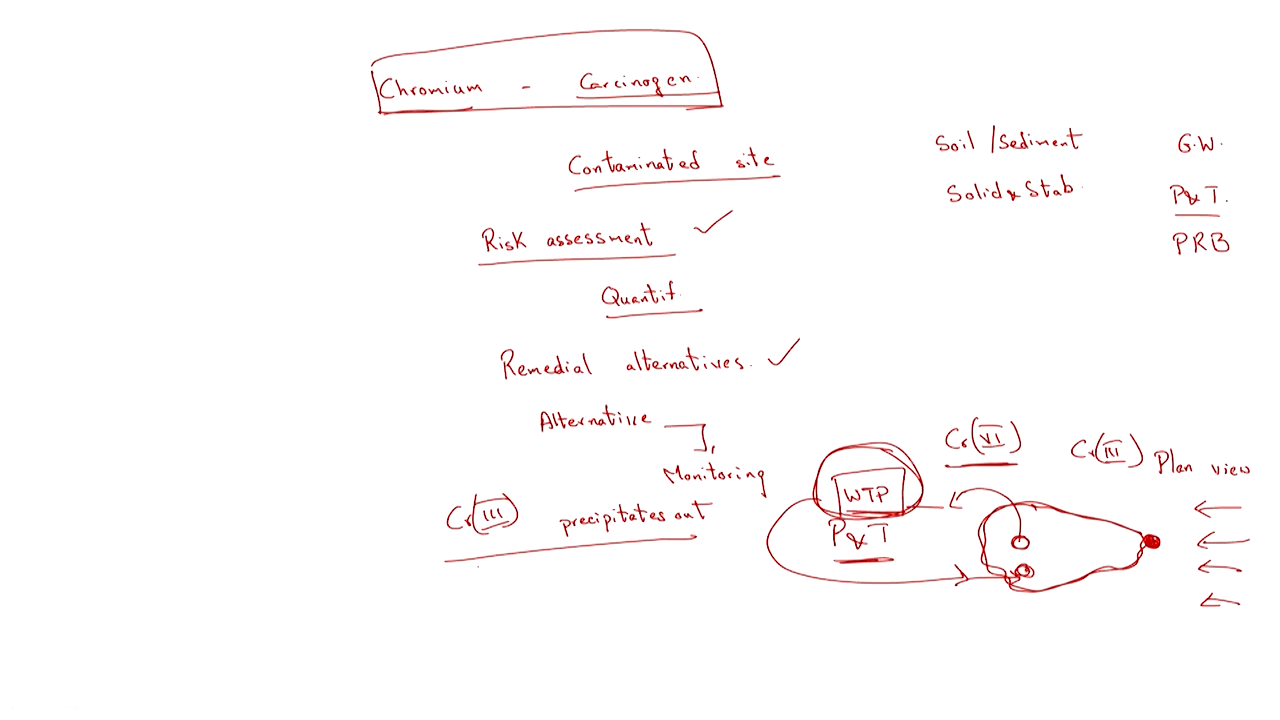 Chromium - Carcinogen.
Contaminated site
Risk assessment
Quantif.
Remedial alternatives.
Alternative
Monitoring
Cr(III) precipitates out
Soil/Sediment G.W.
Solid & Stab. P&T.
PRB
Cr(VI) Cr(III) Plan view
WTP
P&T